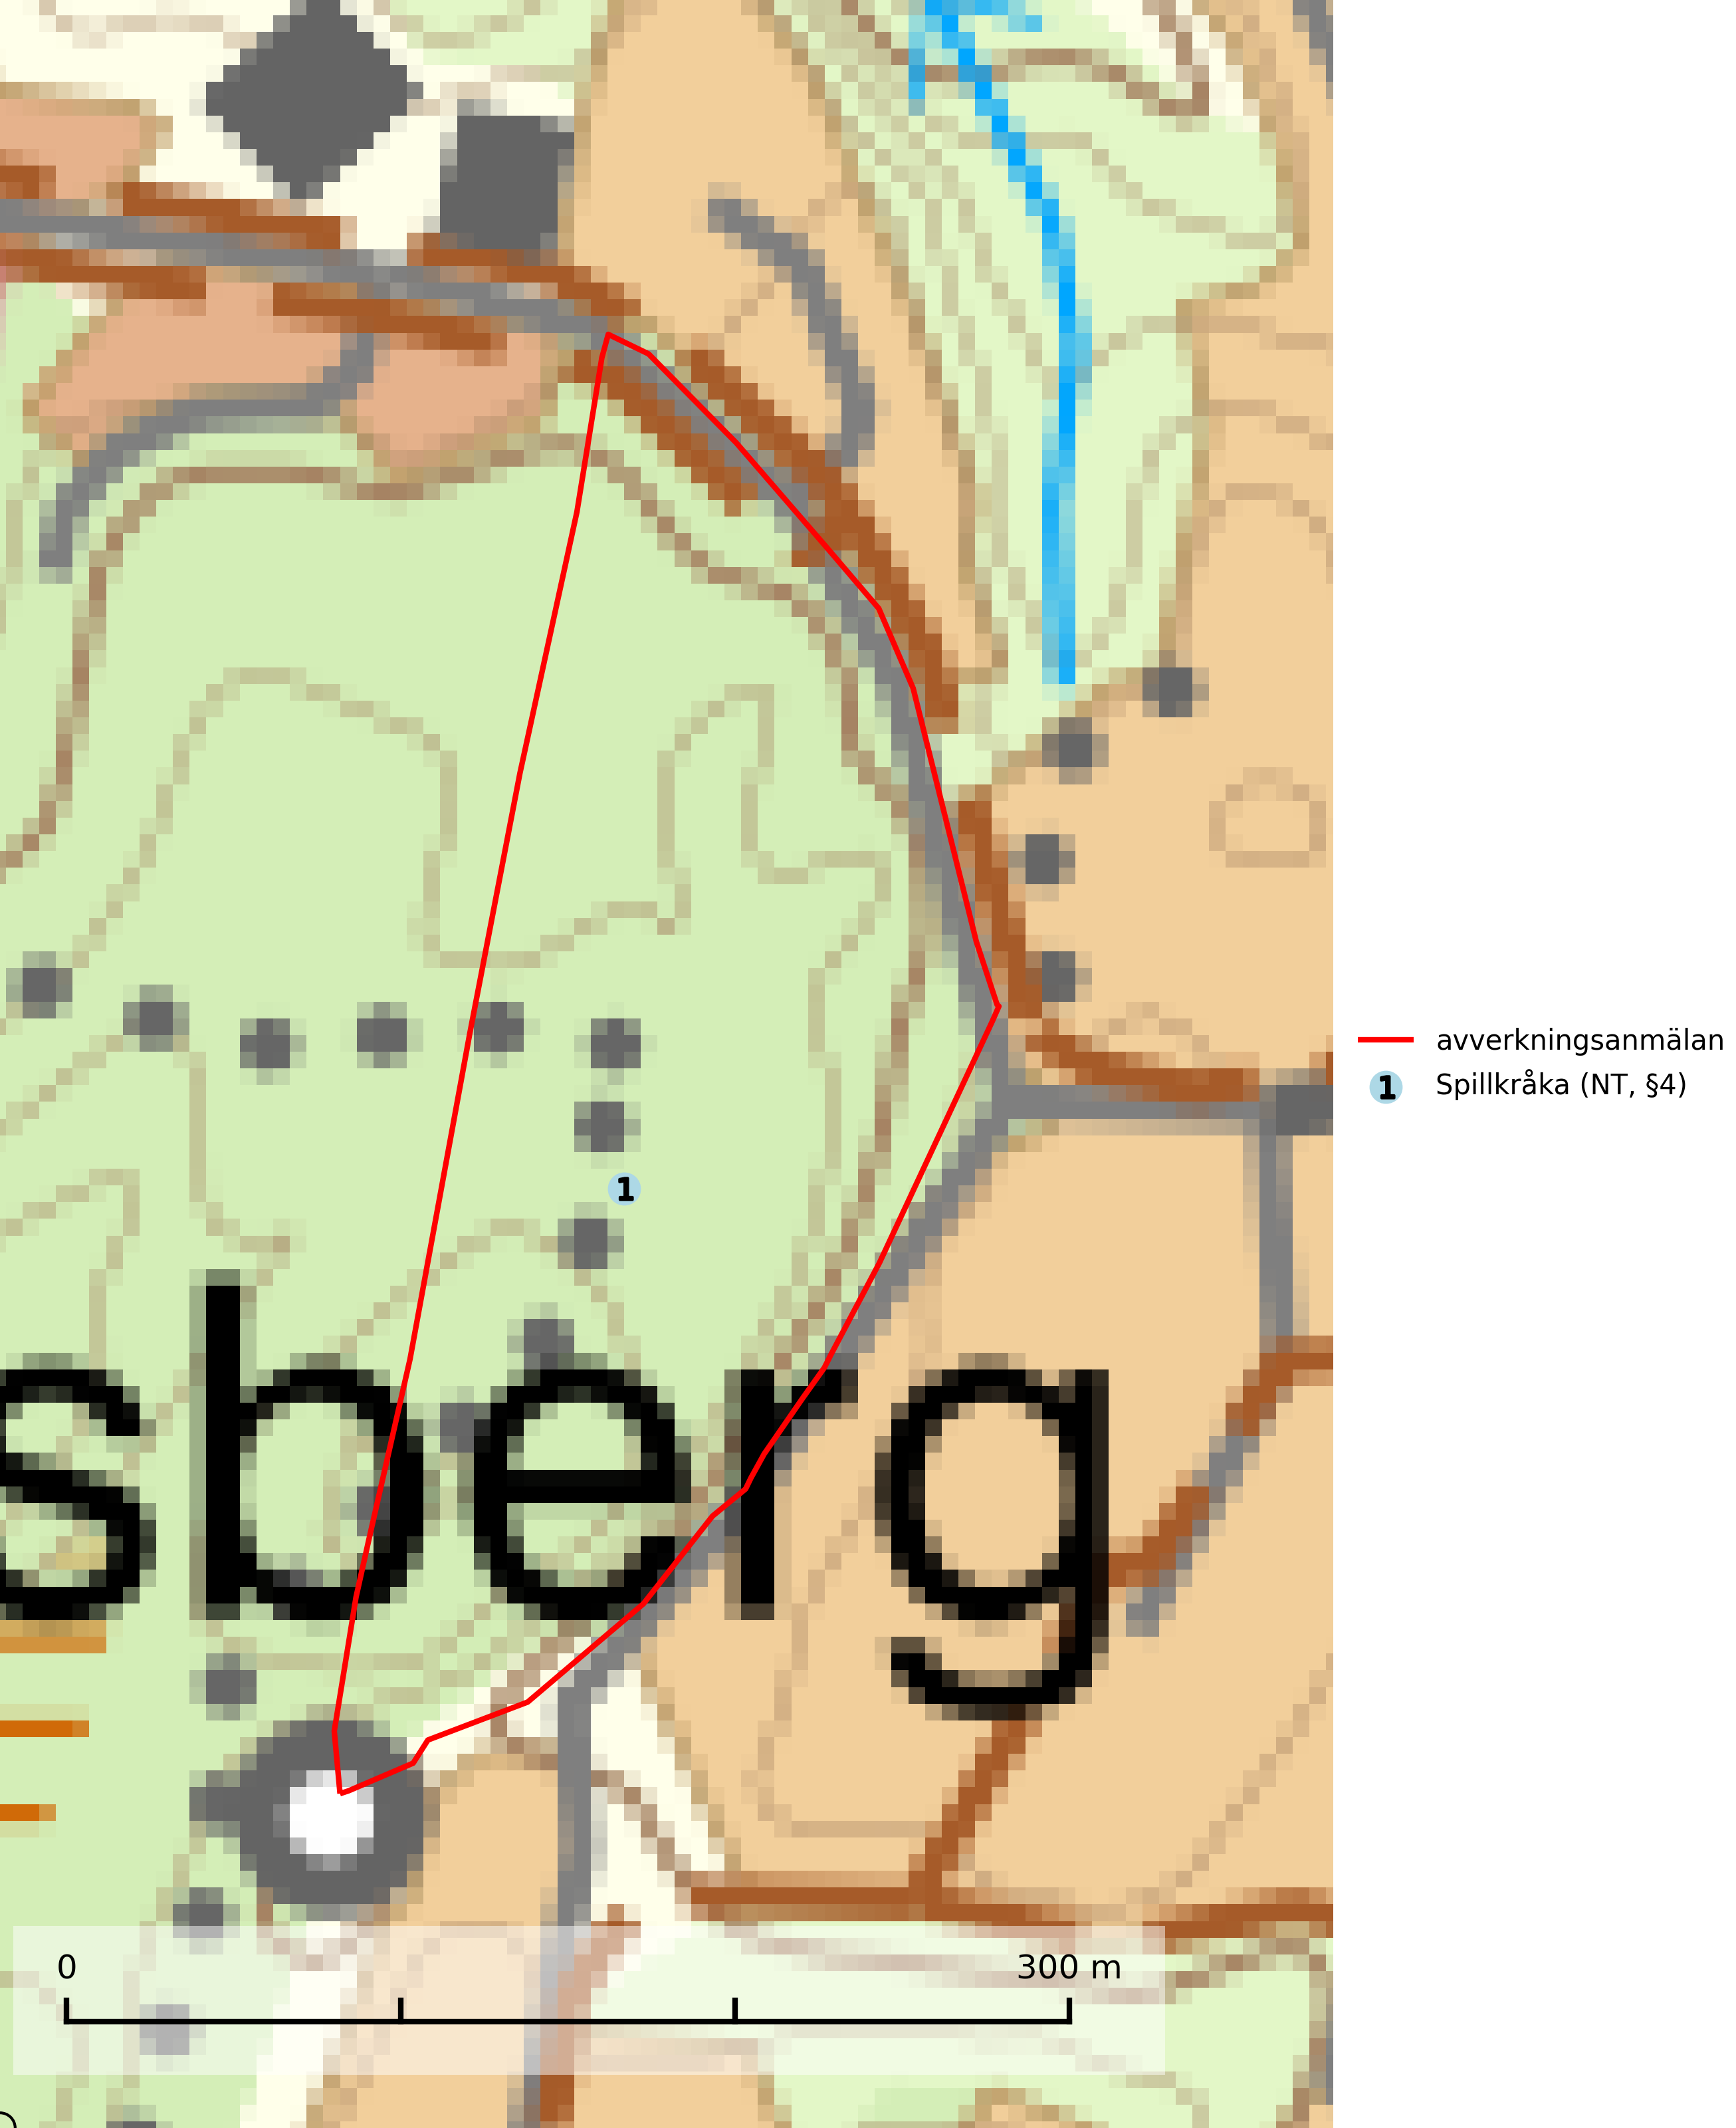 avverkningsanmälan
1 Spillkråka (NT, §4)
1
sberg
0 300 m